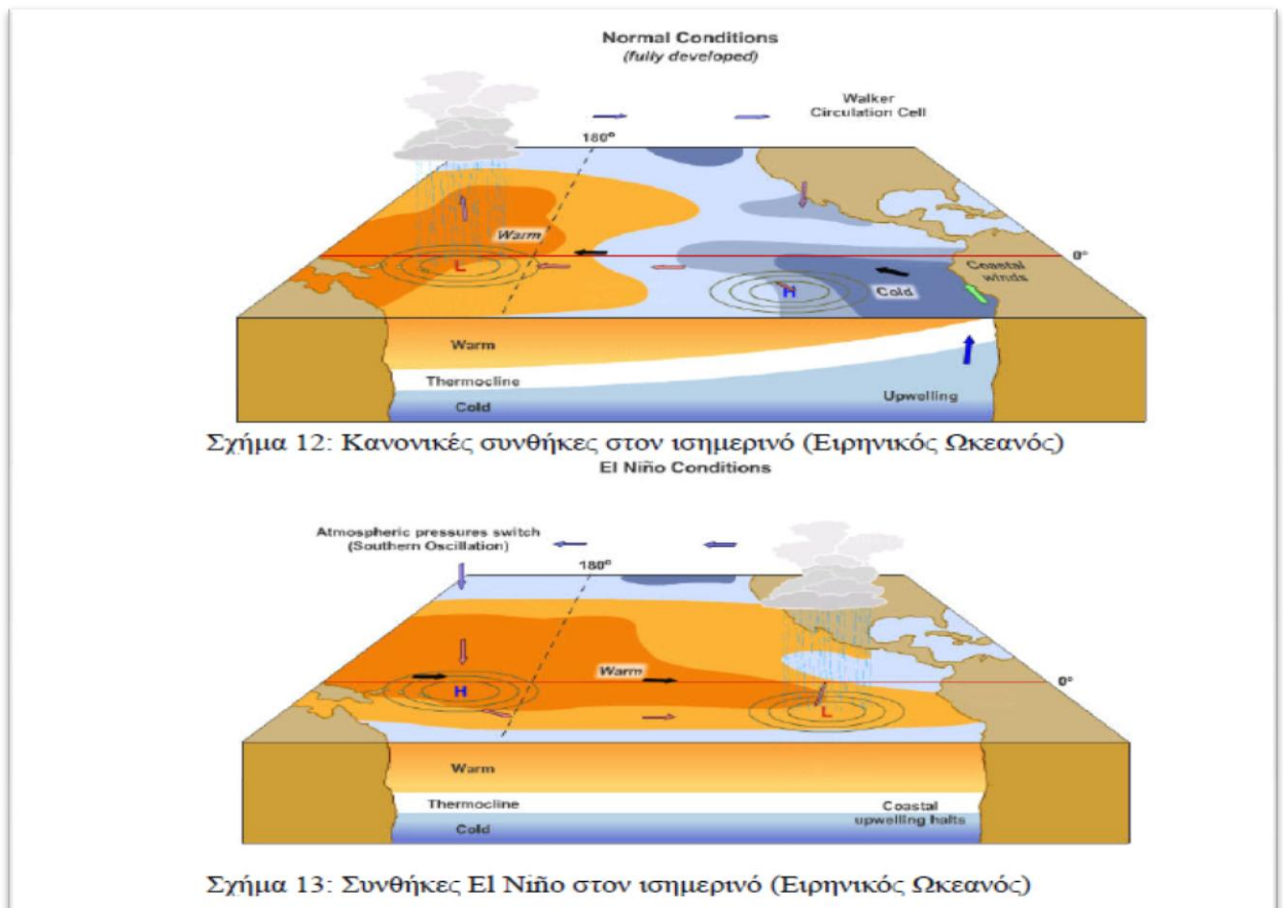 Normal Conditions
(fully developed)
Walker
Circulation Cell
180°
Warm
L
0°
Coastal
winds
H
Cold
Warm
Thermocline
Upwelling
Cold
Σχήμα 12: Κανονικές συνθήκες στον ισημερινό (Ειρηνικός Ωκεανός)
El Niño Conditions
Atmospheric pressures switch
(Southern Oscillation)
180°
Warm
0°
H
L
Warm
Thermocline
Coastal
upwelling halts
Cold
Σχήμα 13: Συνθήκες El Niño στον ισημερινό (Ειρηνικός Ωκεανός)